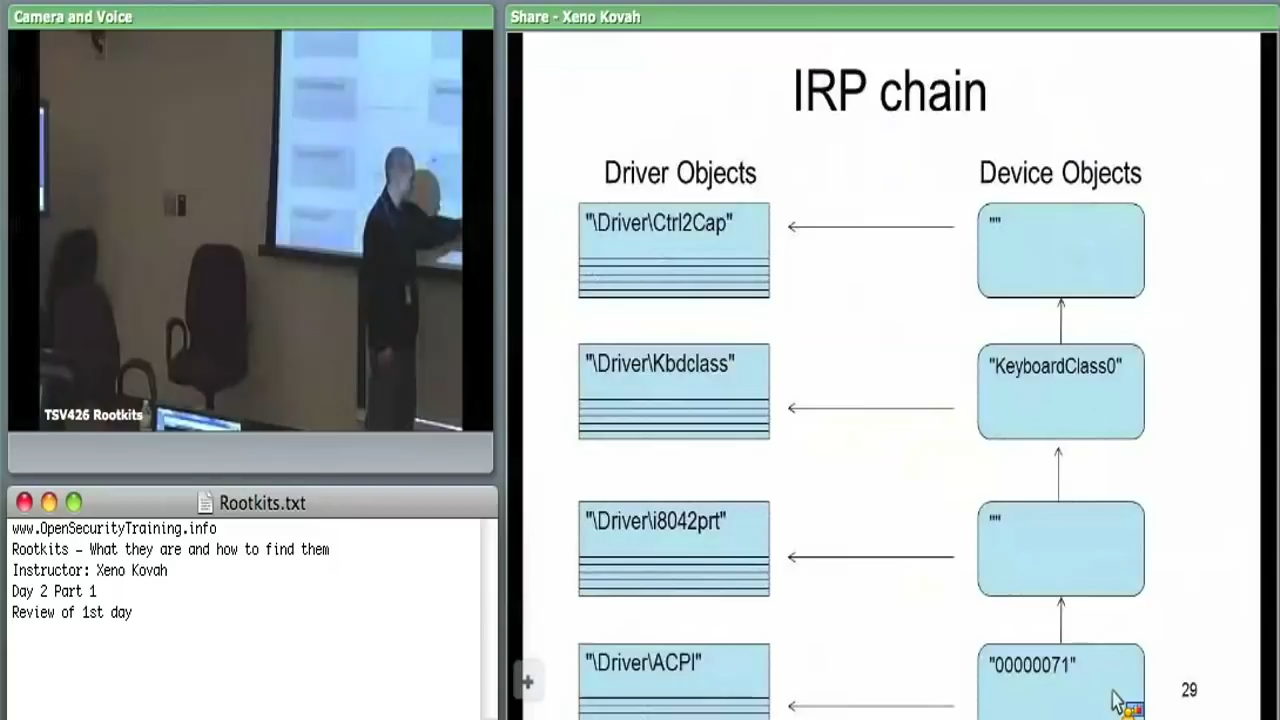 Camera and Voice
TSV426 Rootkits
Rootkits.txt
www.OpenSecurityTraining.info
Rootkits – What they are and how to find them
Instructor: Xeno Kovah
Day 2 Part 1
Review of 1st day
Share - Xeno Kovah
IRP chain
Driver Objects
Device Objects
"\Driver\Ctrl2Cap"
""
"\Driver\Kbdclass"
"KeyboardClass0"
"\Driver\i8042prt"
""
"\Driver\ACPI"
"00000071"
29